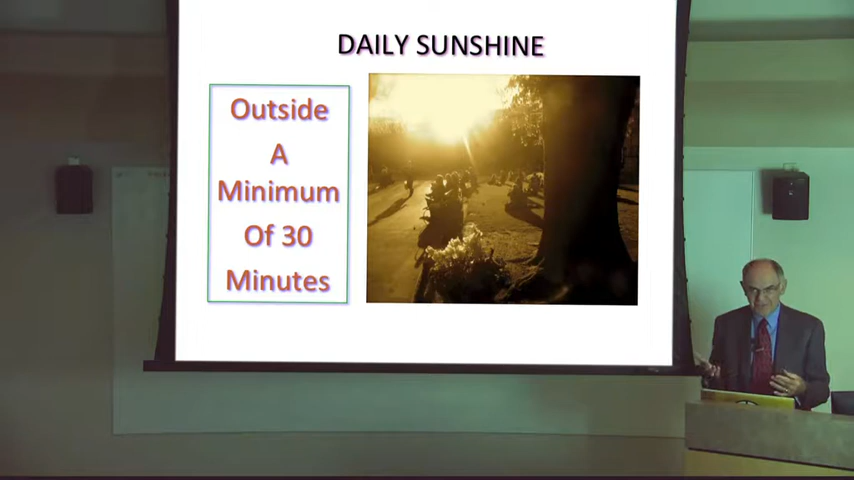 DAILY SUNSHINE
Outside
A
Minimum
Of 30
Minutes